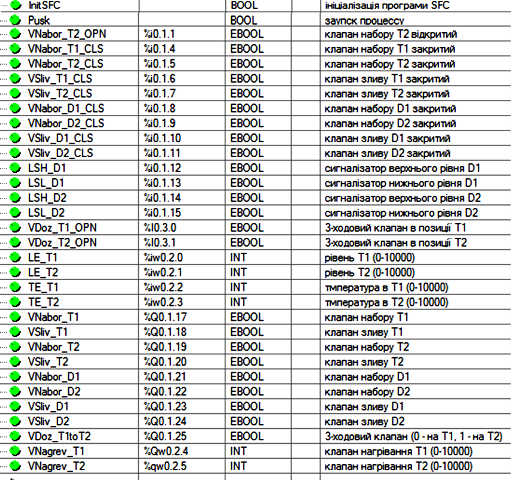 InitSFC BOOL ініціалізація програми SFC
Pusk BOOL заупск процессу
VNabor_T2_OPN %i0.1.1 EBOOL клапан набору T2 відкритий
VNabor_T1_CLS %i0.1.4 EBOOL клапан набору T1 закритий
VNabor_T2_CLS %i0.1.5 EBOOL клапан набору T2 закритий
VSliv_T1_CLS %i0.1.6 EBOOL клапан зливу T1 закритий
VSliv_T2_CLS %i0.1.7 EBOOL клапан зливу T2 закритий
VNabor_D1_CLS %i0.1.8 EBOOL клапан набору D1 закритий
VNabor_D2_CLS %i0.1.9 EBOOL клапан набору D2 закритий
VSliv_D1_CLS %i0.1.10 EBOOL клапан зливу D1 закритий
VSliv_D2_CLS %i0.1.11 EBOOL клапан зливу D2 закритий
LSH_D1 %i0.1.12 EBOOL сигналізатор верхнього рівня D1
LSL_D1 %i0.1.13 EBOOL сигналізатор нижнього рівня D1
LSH_D2 %i0.1.14 EBOOL сигналізатор верхнього рівня D2
LSL_D2 %i0.1.15 EBOOL сигналізатор нижнього рівня D2
VDoz_T1_OPN %I0.3.0 EBOOL 3-ходовий клапан в позиції T1
VDoz_T2_OPN %I0.3.1 EBOOL 3-ходовий клапан в позиції T2
LE_T1 %iw0.2.0 INT рівень T1 (0-10000)
LE_T2 %iw0.2.1 INT рівень T2 (0-10000)
TE_T1 %iw0.2.2 INT тмпература в T1 (0-10000)
TE_T2 %iw0.2.3 INT тмпература в T2 (0-10000)
VNabor_T1 %Q0.1.17 EBOOL клапан набору T1
VSliv_T1 %Q0.1.18 EBOOL клапан зливу T1
VNabor_T2 %Q0.1.19 EBOOL клапан набору T2
VSliv_T2 %Q0.1.20 EBOOL клапан зливу T2
VNabor_D1 %Q0.1.21 EBOOL клапан набору D1
VNabor_D2 %Q0.1.22 EBOOL клапан набору D2
VSliv_D1 %Q0.1.23 EBOOL клапан зливу D1
VSliv_D2 %Q0.1.24 EBOOL клапан зливу D2
VDoz_T1toT2 %Q0.1.25 EBOOL 3-ходовий клапан (0 - на T1, 1 - на T2)
VNagrev_T1 %Qw0.2.4 INT клапан нагрівання T1 (0-10000)
VNagrev_T2 %qw0.2.5 INT клапан нагрівання T2 (0-10000)